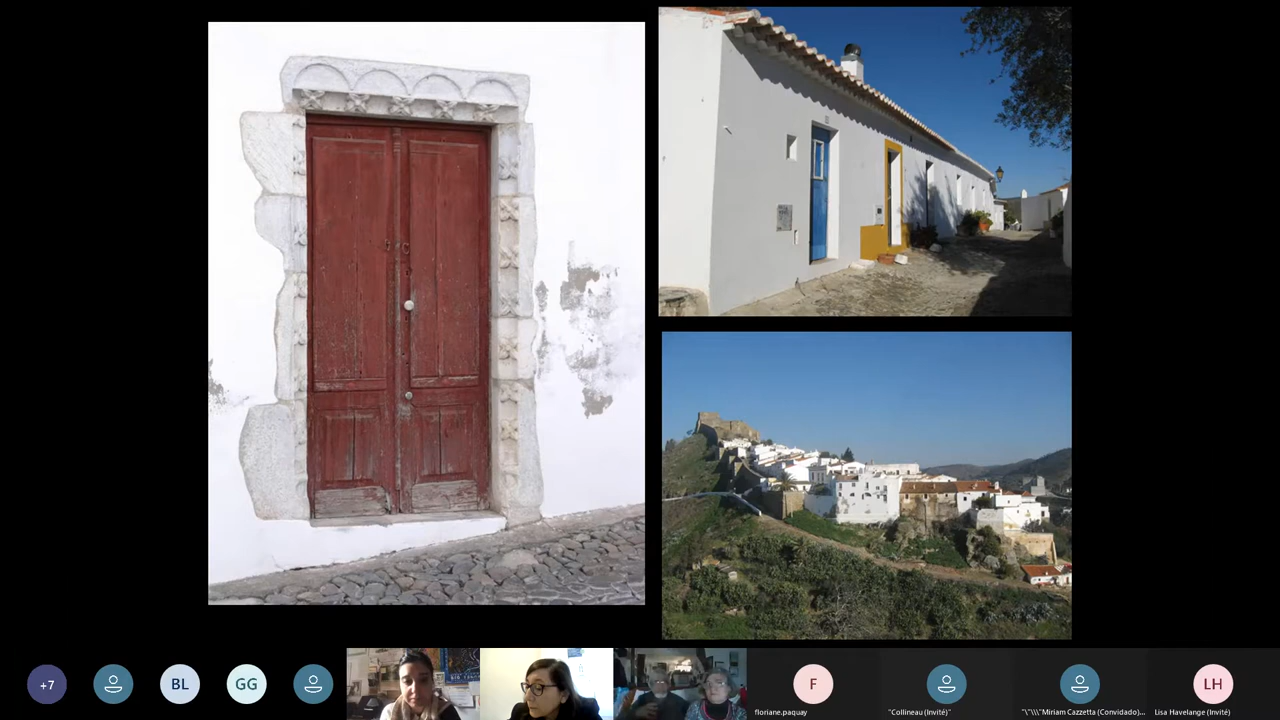 +7
BL
GG
F
floriane.paquay
"Collineau (Invité)"
"\"\\\"Miriam Cazzetta (Convidado)...
LH
Lisa Havelange (Invité)